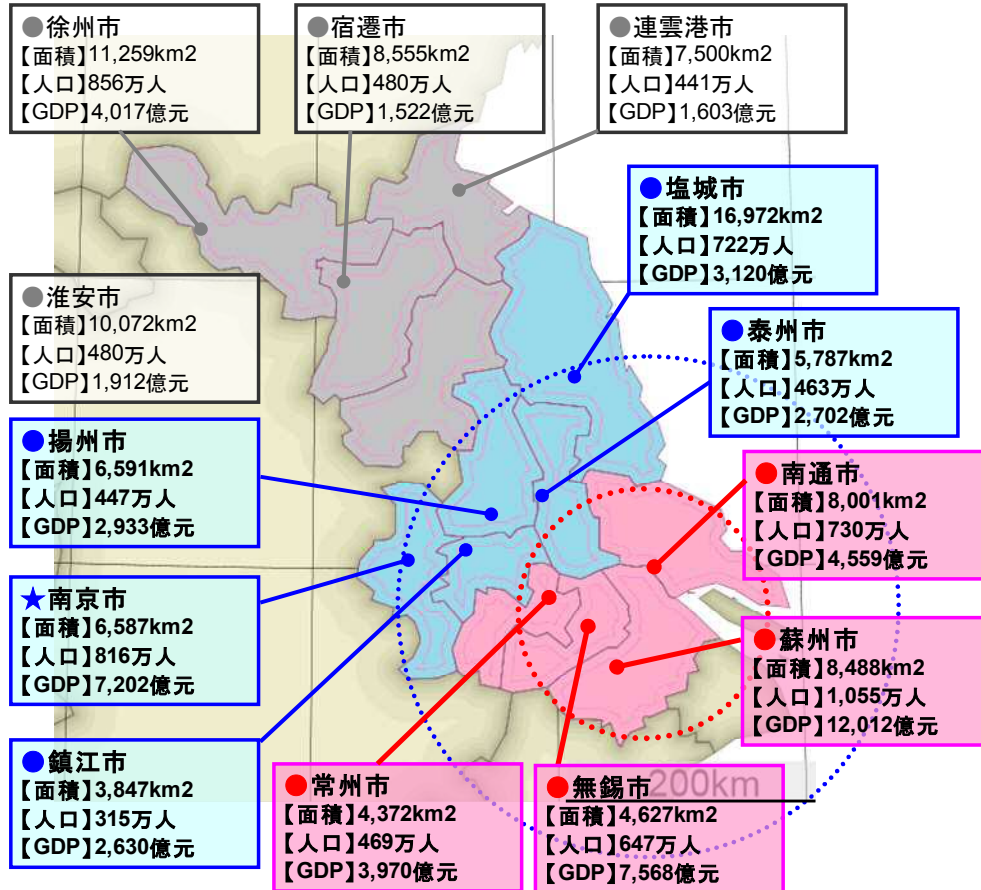 ●徐州市
【面積】11,259km2
【人口】856万人
【GDP】4,017億元
●宿遷市
【面積】8,555km2
【人口】480万人
【GDP】1,522億元
●連雲港市
【面積】7,500km2
【人口】441万人
【GDP】1,603億元
●塩城市
【面積】16,972km2
【人口】722万人
【GDP】3,120億元
●淮安市
【面積】10,072km2
【人口】480万人
【GDP】1,912億元
●泰州市
【面積】5,787km2
【人口】463万人
【GDP】2,702億元
●揚州市
【面積】6,591km2
【人口】447万人
【GDP】2,933億元
●南通市
【面積】8,001km2
【人口】730万人
【GDP】4,559億元
★南京市
【面積】6,587km2
【人口】816万人
【GDP】7,202億元
●蘇州市
【面積】8,488km2
【人口】1,055万人
【GDP】12,012億元
●鎮江市
【面積】3,847km2
【人口】315万人
【GDP】2,630億元
●常州市
【面積】4,372km2
【人口】469万人
【GDP】3,970億元
●無錫市
【面積】4,627km2
【人口】647万人
【GDP】7,568億元
200km